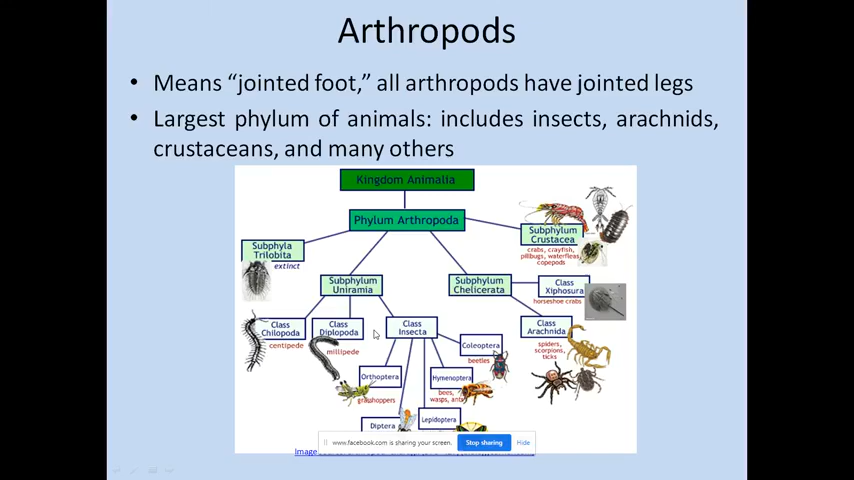 Arthropods
• Means “jointed foot,” all arthropods have jointed legs
• Largest phylum of animals: includes insects, arachnids,
crustaceans, and many others
Kingdom Animalia
Phylum Arthropoda
Subphyla
Trilobita
extinct
Subphylum
Crustacea
crabs, crayfish,
pillbugs, waterfleas,
copepods
Subphylum
Uniramia
Subphylum
Chelicerata
Class
Xiphosura
horseshoe crabs
Class
Chilopoda
centipede
Class
Diplopoda
millipede
Class
Insecta
Class
Arachnida
spiders,
scorpions,
ticks
Coleoptera
beetles
Orthoptera
grasshoppers
Hymenoptera
bees,
wasps, ants
Diptera
Lepidoptera
www.facebook.com is sharing your screen.
Stop sharing
Hide
Image